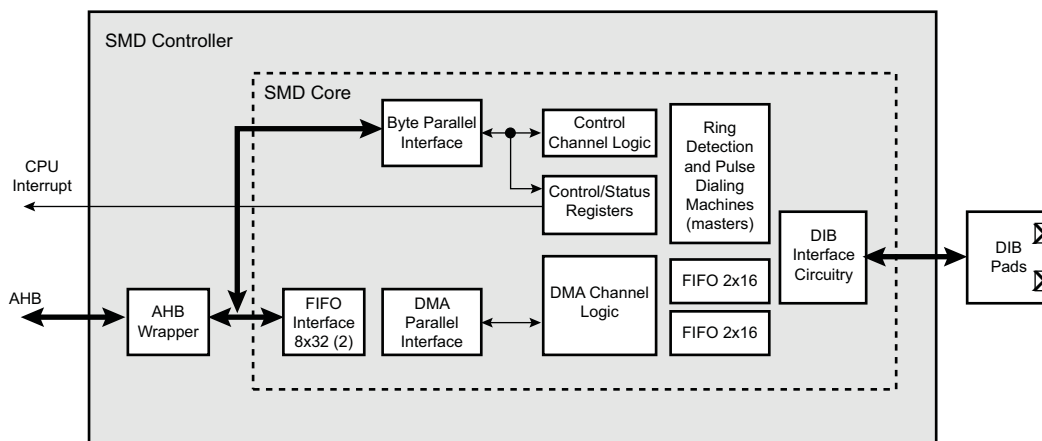 SMD Controller
SMD Core
Byte Parallel
Interface
Control
Channel Logic
Ring
Detection
and Pulse
Dialing
Machines
(masters)
CPU
Interrupt
Control/Status
Registers
DIB
Interface
Circuitry
DIB
Pads
AHB
AHB
Wrapper
FIFO
Interface
8x32 (2)
DMA
Parallel
Interface
DMA Channel
Logic
FIFO 2x16
FIFO 2x16